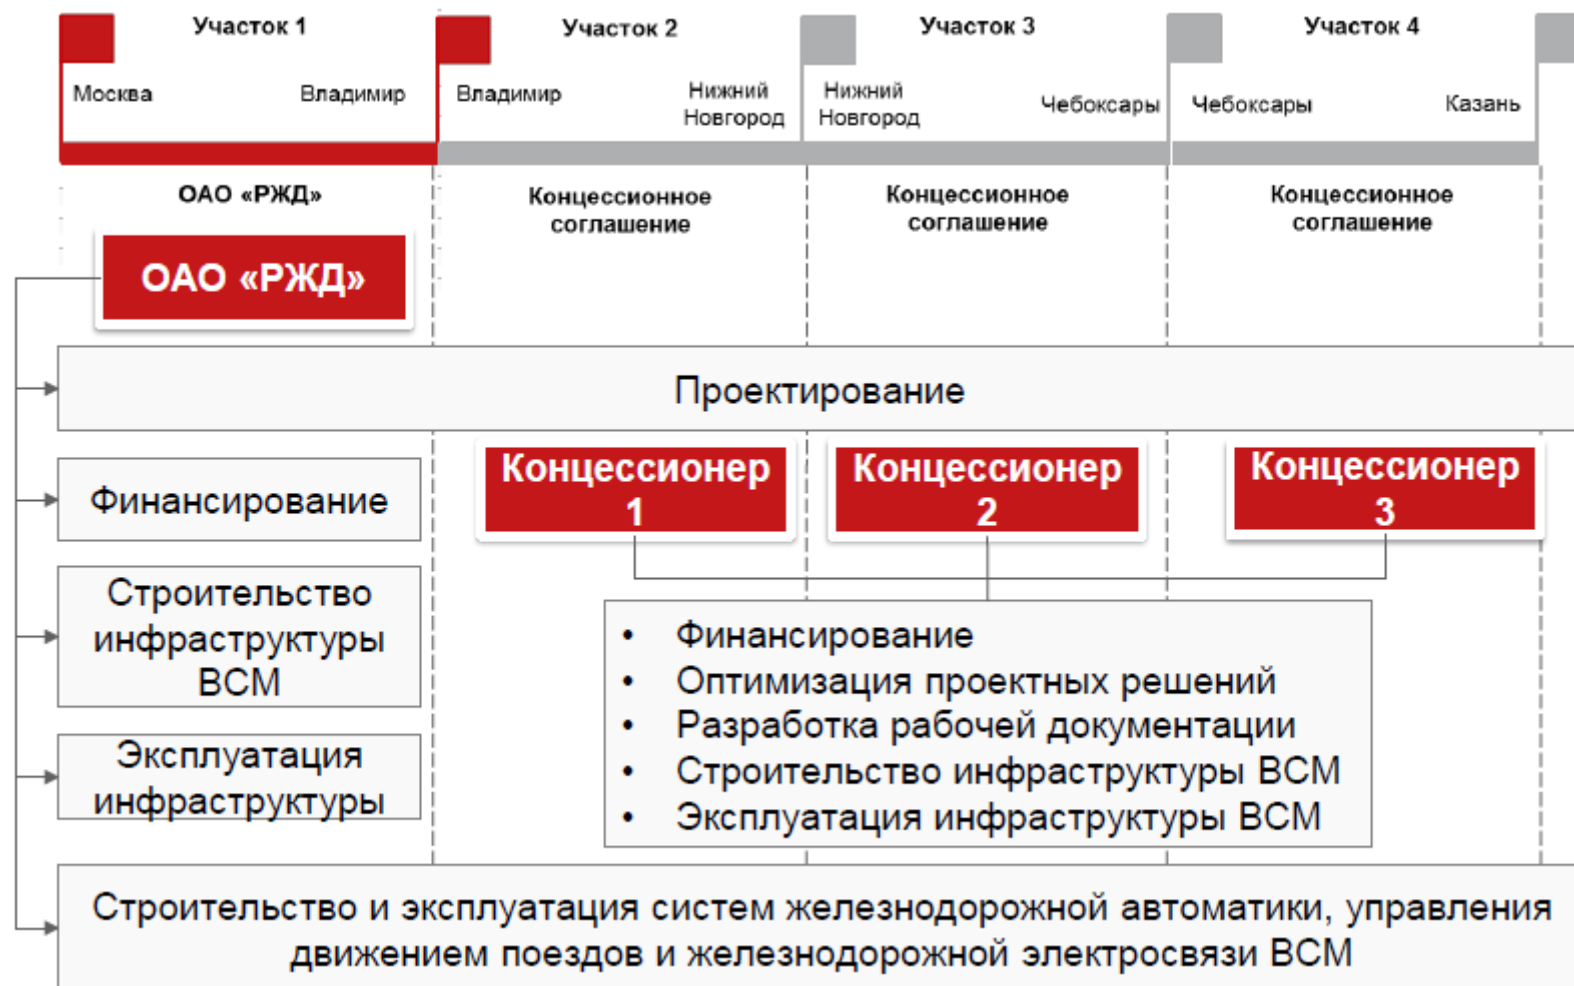 Участок 1
Участок 2
Участок 3
Участок 4
Москва
Владимир
Владимир
Нижний
Новгород
Нижний
Новгород
Чебоксары
Чебоксары
Казань
ОАО «РЖД»
Концессионное
соглашение
Концессионное
соглашение
Концессионное
соглашение
ОАО «РЖД»
Проектирование
Финансирование
Концессионер
1
Концессионер
2
Концессионер
3
Строительство
инфраструктуры
ВСМ
Эксплуатация
инфраструктуры
• Финансирование
• Оптимизация проектных решений
• Разработка рабочей документации
• Строительство инфраструктуры ВСМ
• Эксплуатация инфраструктуры ВСМ
Строительство и эксплуатация систем железнодорожной автоматики, управления
движением поездов и железнодорожной электросвязи ВСМ